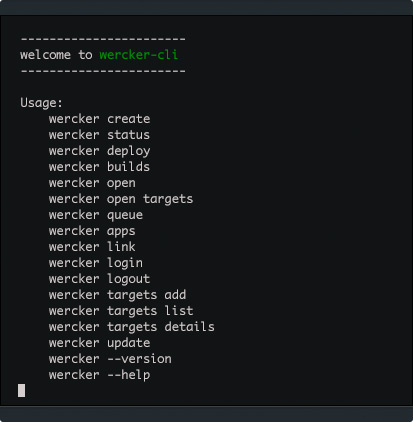 -----------------------
welcome to wercker-cli
-----------------------
Usage:
wercker create
wercker status
wercker deploy
wercker builds
wercker open
wercker open targets
wercker queue
wercker apps
wercker link
wercker login
wercker logout
wercker targets add
wercker targets list
wercker targets details
wercker update
wercker --version
wercker --help